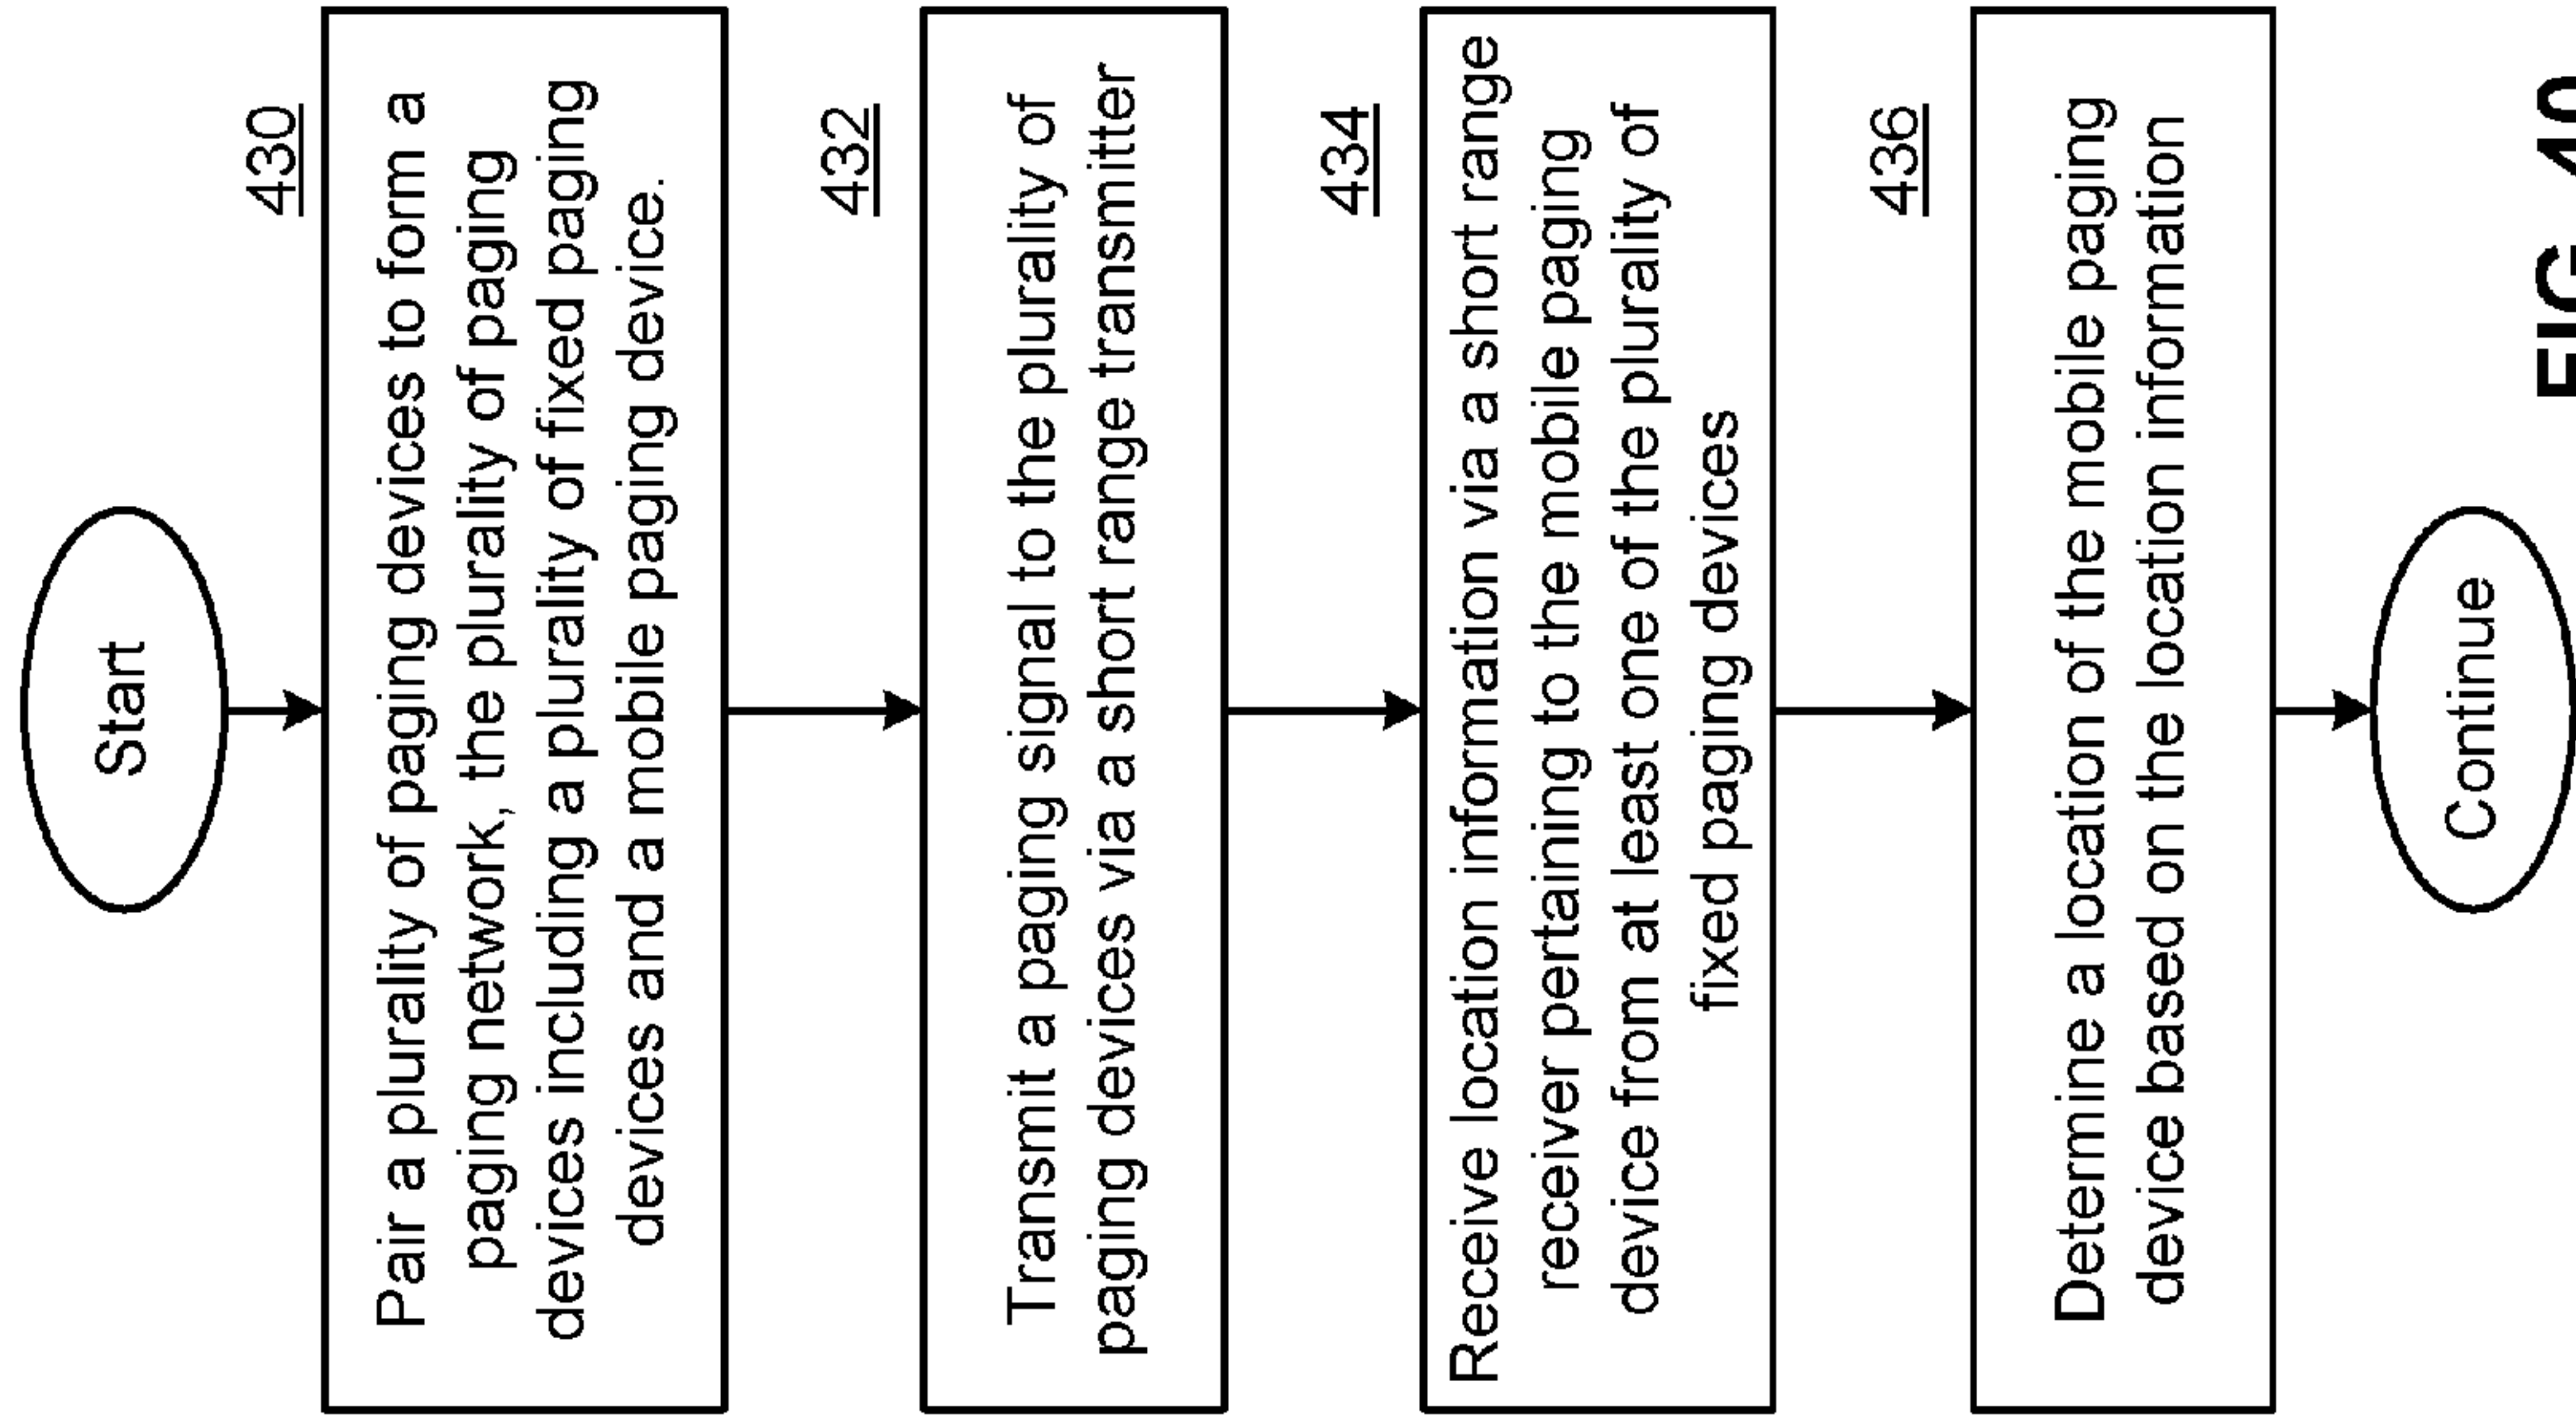 Start
430
Pair a plurality of paging devices to form a
paging network, the plurality of paging
devices including a plurality of fixed paging
devices and a mobile paging device.
432
Transmit a paging signal to the plurality of
paging devices via a short range transmitter
434
Receive location information via a short range
receiver pertaining to the mobile paging
device from at least one of the plurality of
fixed paging devices
436
Determine a location of the mobile paging
device based on the location information
Continue
FIG. 40